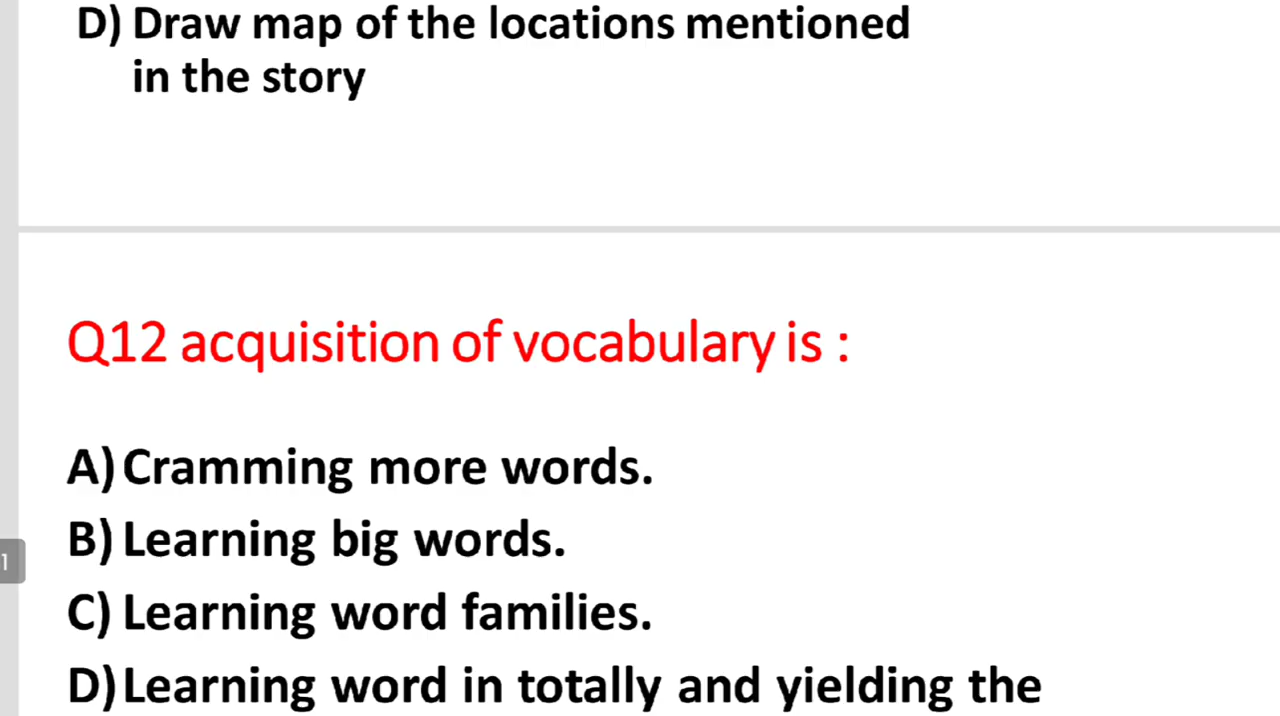 D) Draw map of the locations mentioned
in the story
Q12 acquisition of vocabulary is :
A) Cramming more words.
B) Learning big words.
C) Learning word families.
D) Learning word in totally and yielding the
1